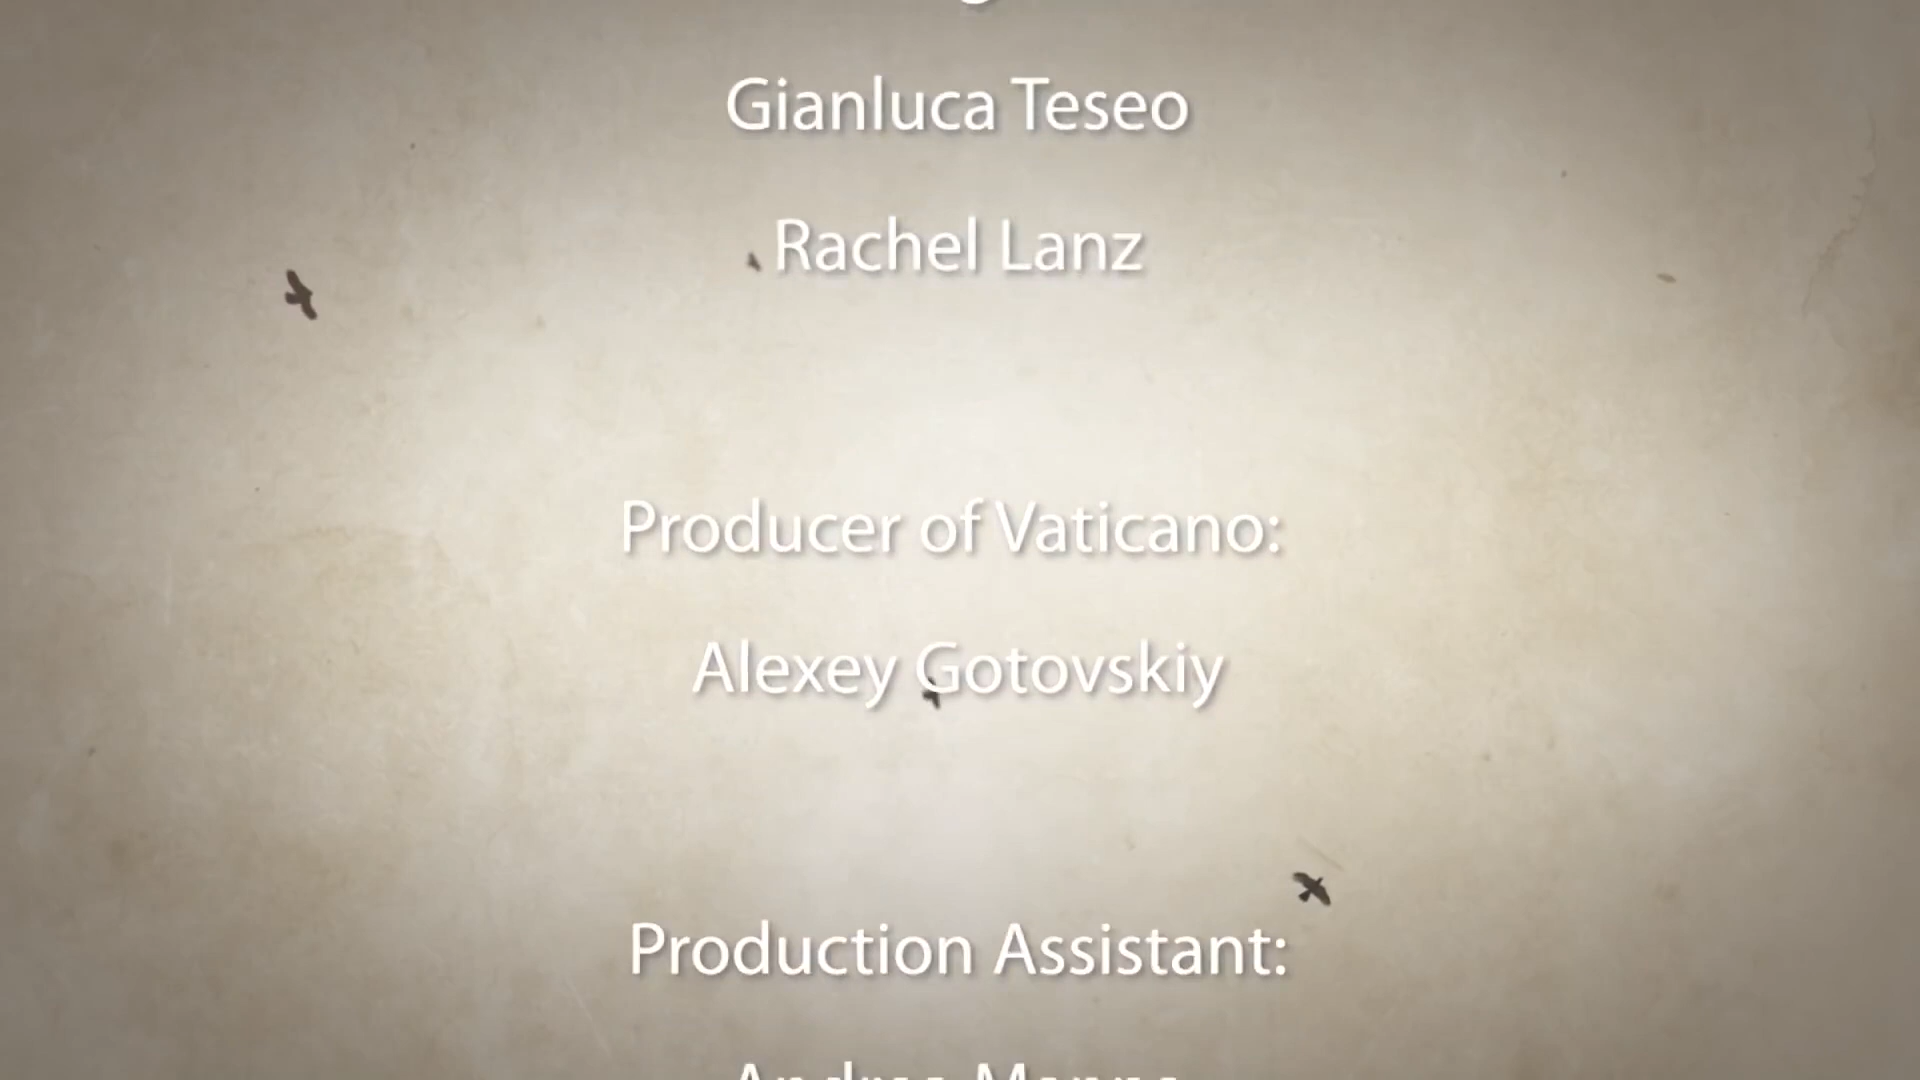 Gianluca Teseo
Rachel Lanz
Producer of Vaticano:
Alexey Gotovskiy
Production Assistant: